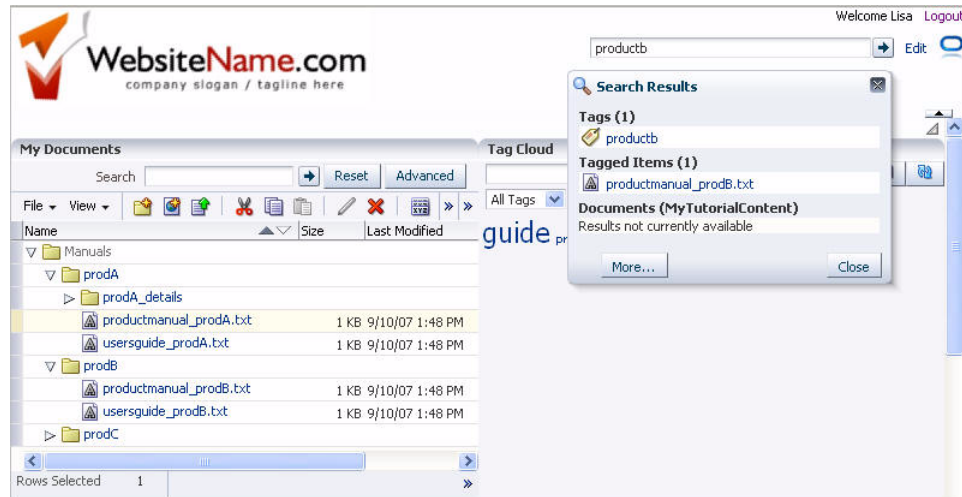 Welcome Lisa Logout
WebsiteName.com
company slogan / tagline here
productb
Edit
Search Results
Tags (1)
productb
Tagged Items (1)
productmanual_prodB.txt
Documents (MyTutorialContent)
Results not currently available
More...
Close
My Documents
Search
Reset
Advanced
File View
Name Size Last Modified
Manuals
prodA
prodA_details
productmanual_prodA.txt 1 KB 9/10/07 1:48 PM
usersguide_prodA.txt 1 KB 9/10/07 1:48 PM
prodB
productmanual_prodB.txt 1 KB 9/10/07 1:48 PM
usersguide_prodB.txt 1 KB 9/10/07 1:48 PM
prodC
Rows Selected 1
Tag Cloud
All Tags
guide